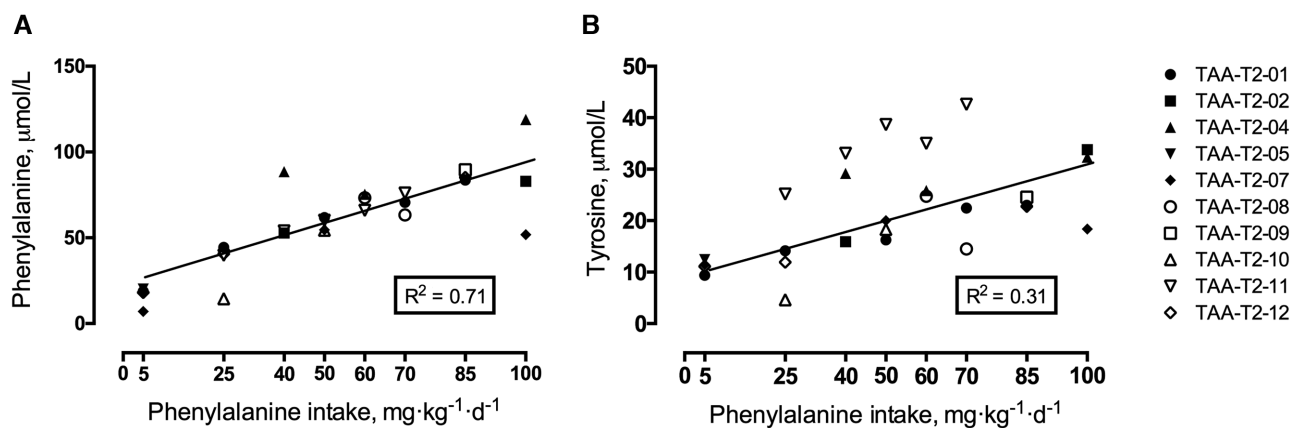 A
Phenylalanine, μmol/L
150
100
50
0
R² = 0.71
0 5 25 40 50 60 70 85 100
Phenylalanine intake, mg·kg⁻¹·d⁻¹
B
Tyrosine, μmol/L
50
40
30
20
10
0
R² = 0.31
0 5 25 40 50 60 70 85 100
Phenylalanine intake, mg·kg⁻¹·d⁻¹
TAA-T2-01
TAA-T2-02
TAA-T2-04
TAA-T2-05
TAA-T2-07
TAA-T2-08
TAA-T2-09
TAA-T2-10
TAA-T2-11
TAA-T2-12